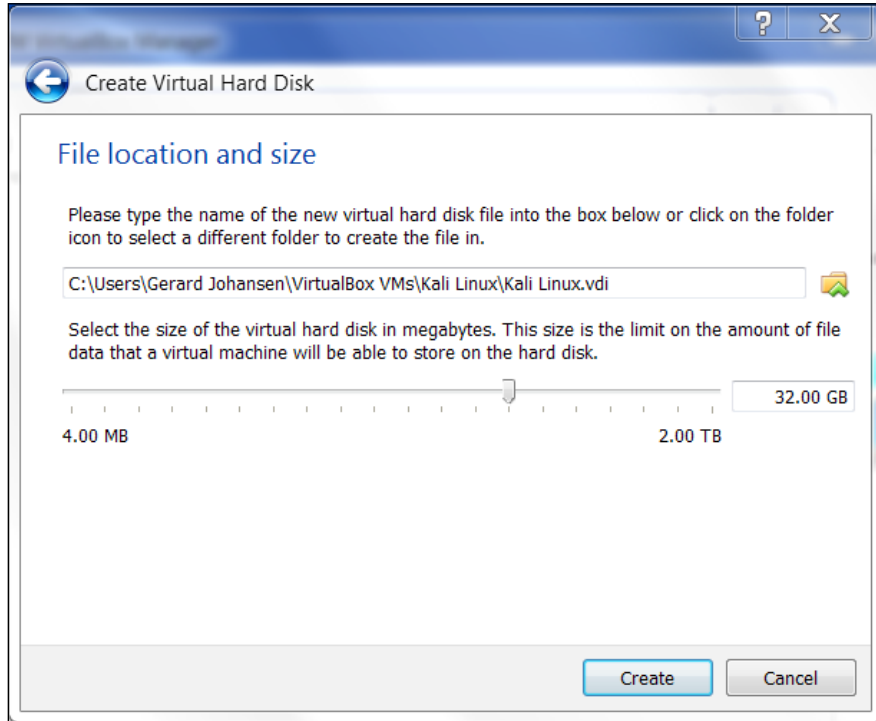 ?
X
Create Virtual Hard Disk
File location and size
Please type the name of the new virtual hard disk file into the box below or click on the folder
icon to select a different folder to create the file in.
C:\Users\Gerard Johansen\VirtualBox VMs\Kali Linux\Kali Linux.vdi
Select the size of the virtual hard disk in megabytes. This size is the limit on the amount of file
data that a virtual machine will be able to store on the hard disk.
32.00 GB
4.00 MB 2.00 TB
Create Cancel